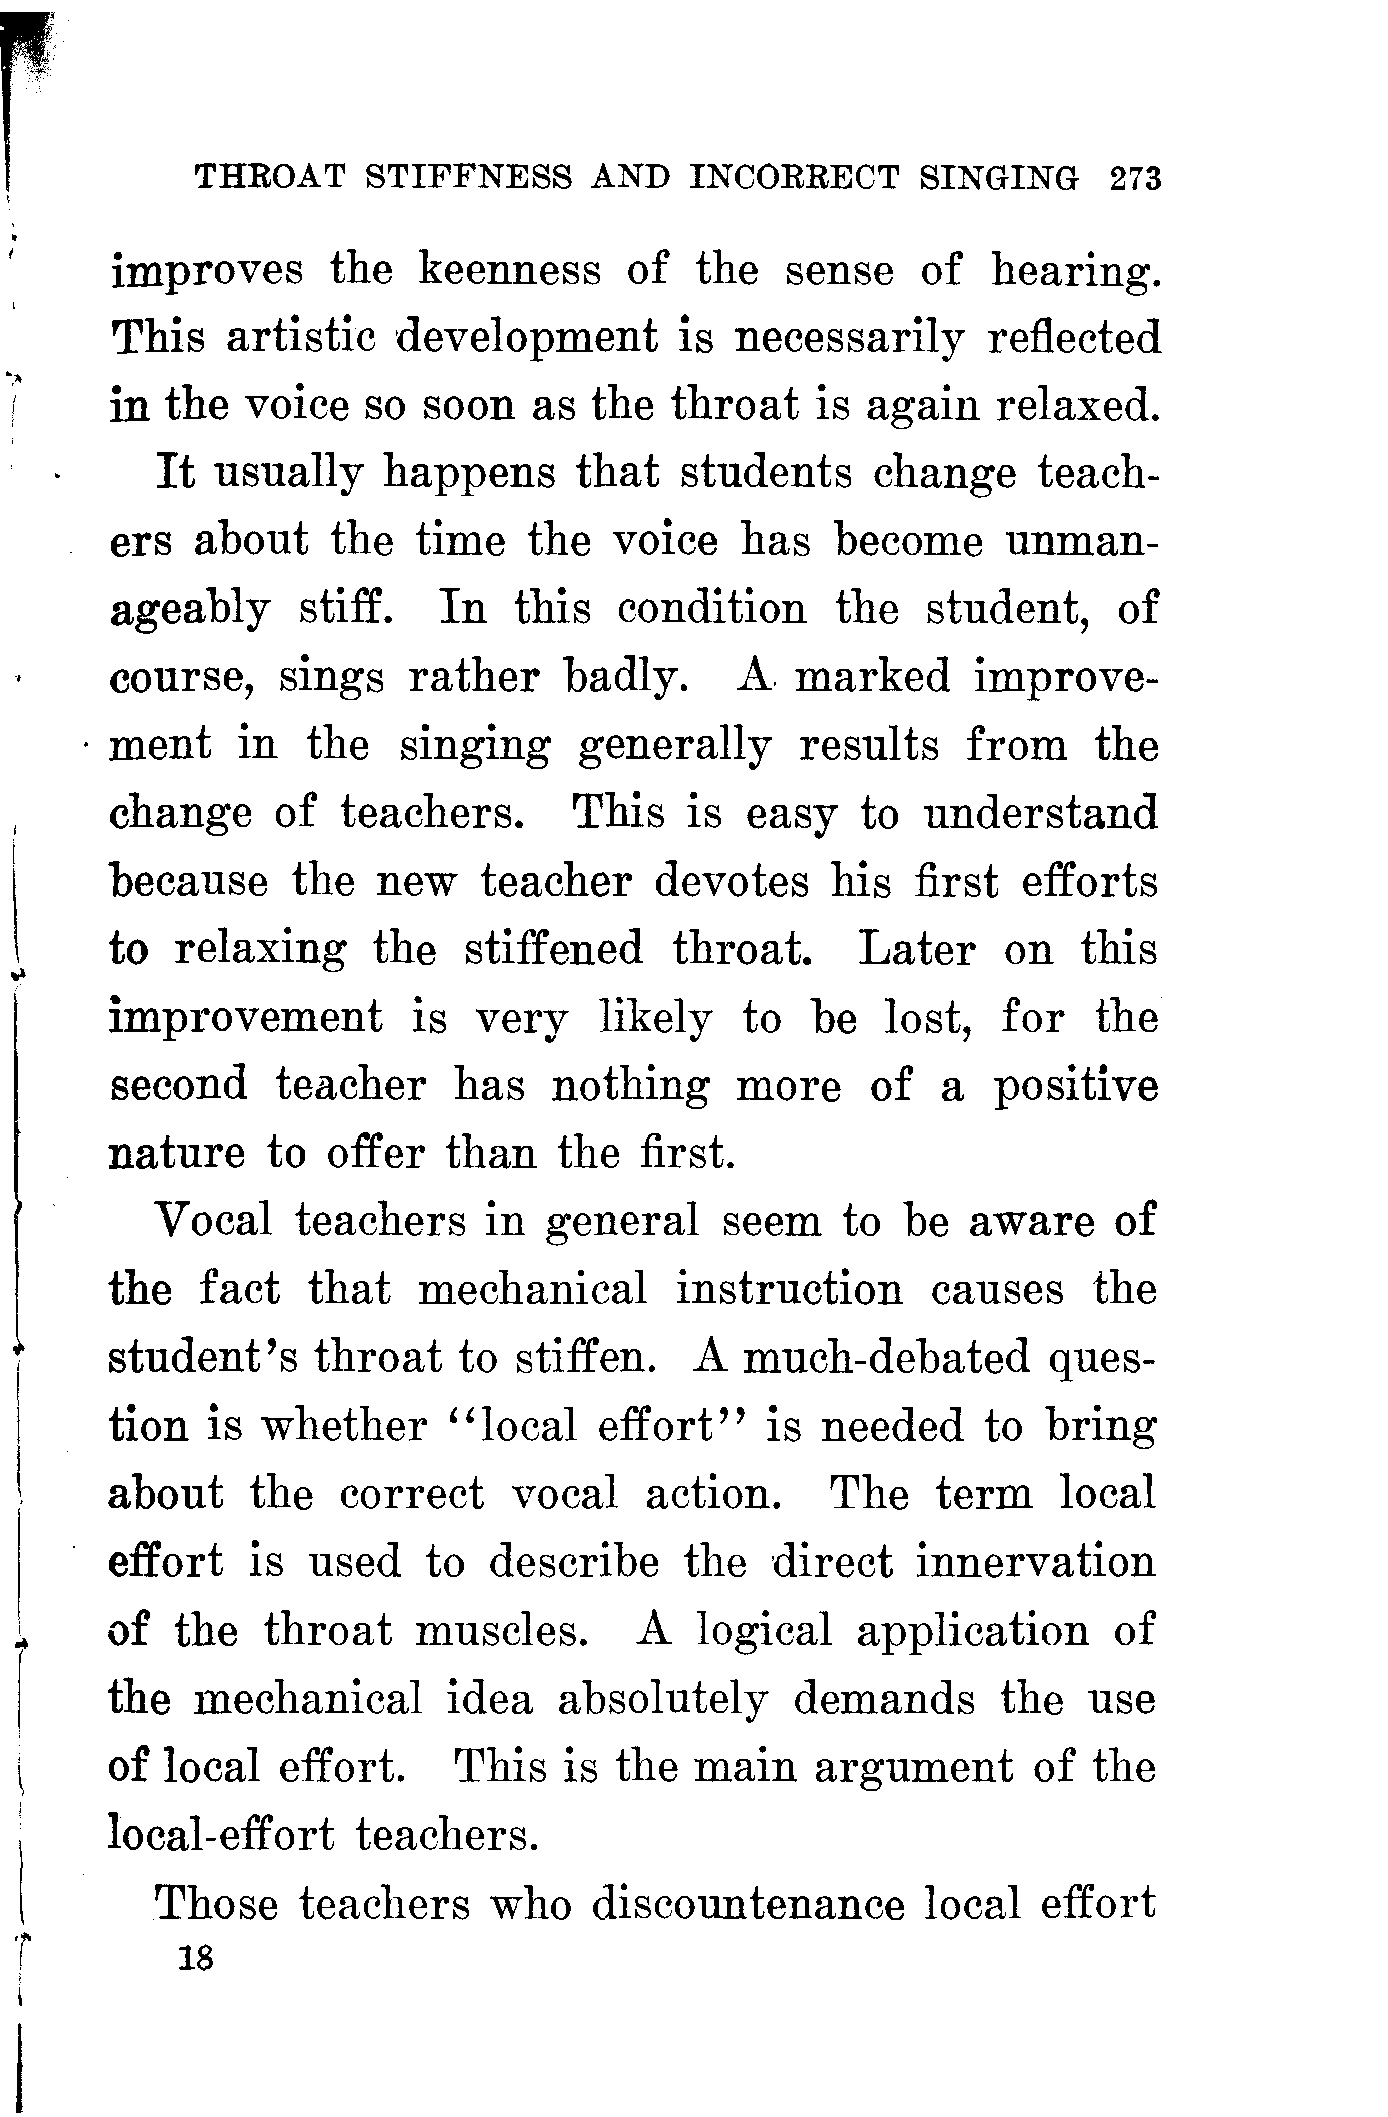 THROAT STIFFNESS AND INCORRECT SINGING 273
improves the keenness of the sense of hearing.
This artistic development is necessarily reflected
in the voice so soon as the throat is again relaxed.
It usually happens that students change teach-
ers about the time the voice has become unman-
ageably stiff. In this condition the student, of
course, sings rather badly. A marked improve-
ment in the singing generally results from the
change of teachers. This is easy to understand
because the new teacher devotes his first efforts
to relaxing the stiffened throat. Later on this
improvement is very likely to be lost, for the
second teacher has nothing more of a positive
nature to offer than the first.
Vocal teachers in general seem to be aware of
the fact that mechanical instruction causes the
student's throat to stiffen. A much-debated ques-
tion is whether "local effort" is needed to bring
about the correct vocal action. The term local
effort is used to describe the direct innervation
of the throat muscles. A logical application of
the mechanical idea absolutely demands the use
of local effort. This is the main argument of the
local-effort teachers.
Those teachers who discountenance local effort
18